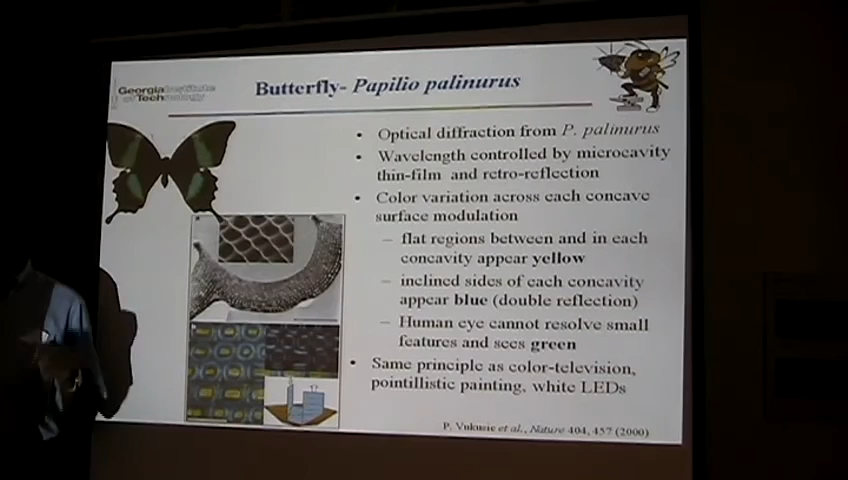 Georgia Institute
of Technology
Butterfly- Papilio palinurus
• Optical diffraction from P. palinurus
• Wavelength controlled by microcavity
thin-film and retro-reflection
• Color variation across each concave
surface modulation
– flat regions between and in each
concavity appear yellow
– inclined sides of each concavity
appear blue (double reflection)
– Human eye cannot resolve small
features and sees green
• Same principle as color-television,
pointillistic painting, white LEDs
P. Vukusic et al., Nature 404, 457 (2000)